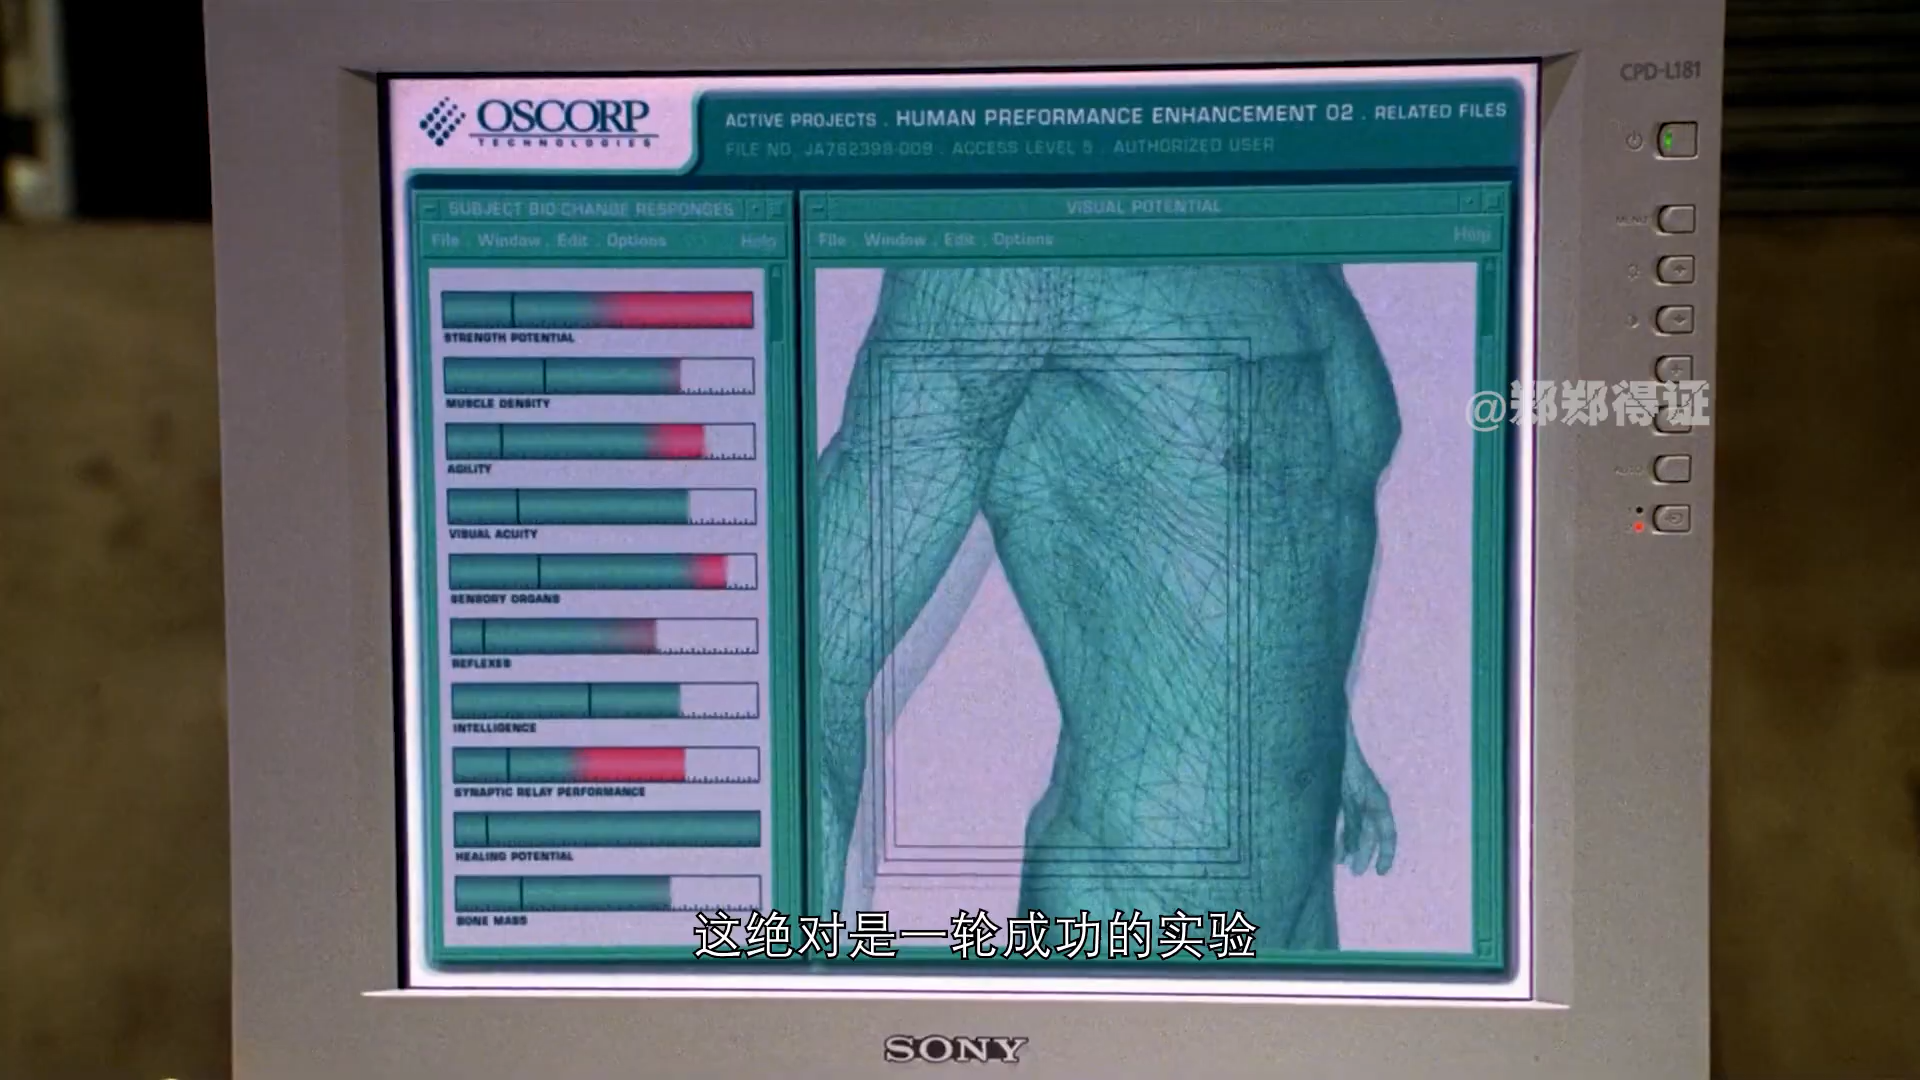 CPD-L181
OSCORP
TECHNOLOGIES
ACTIVE PROJECTS . HUMAN PREFORMANCE ENHANCEMENT 02 . RELATED FILES
FILE NO. JA762398-009 . ACCESS LEVEL 5 . AUTHORIZED USER
SUBJECT BIO CHANGE RESPONSES
File . Window . Edit . Options
Help
STRENGTH POTENTIAL
MUSCLE DENSITY
AGILITY
VISUAL ACUITY
SENSORY ORGANS
REFLEXES
INTELLIGENCE
SYNAPTIC RELAY PERFORMANCE
HEALING POTENTIAL
BONE MASS
VISUAL POTENTIAL
File . Window . Edit . Options
Help
MENU
@郑郑得证
AUTO
这绝对是一轮成功的实验
SONY